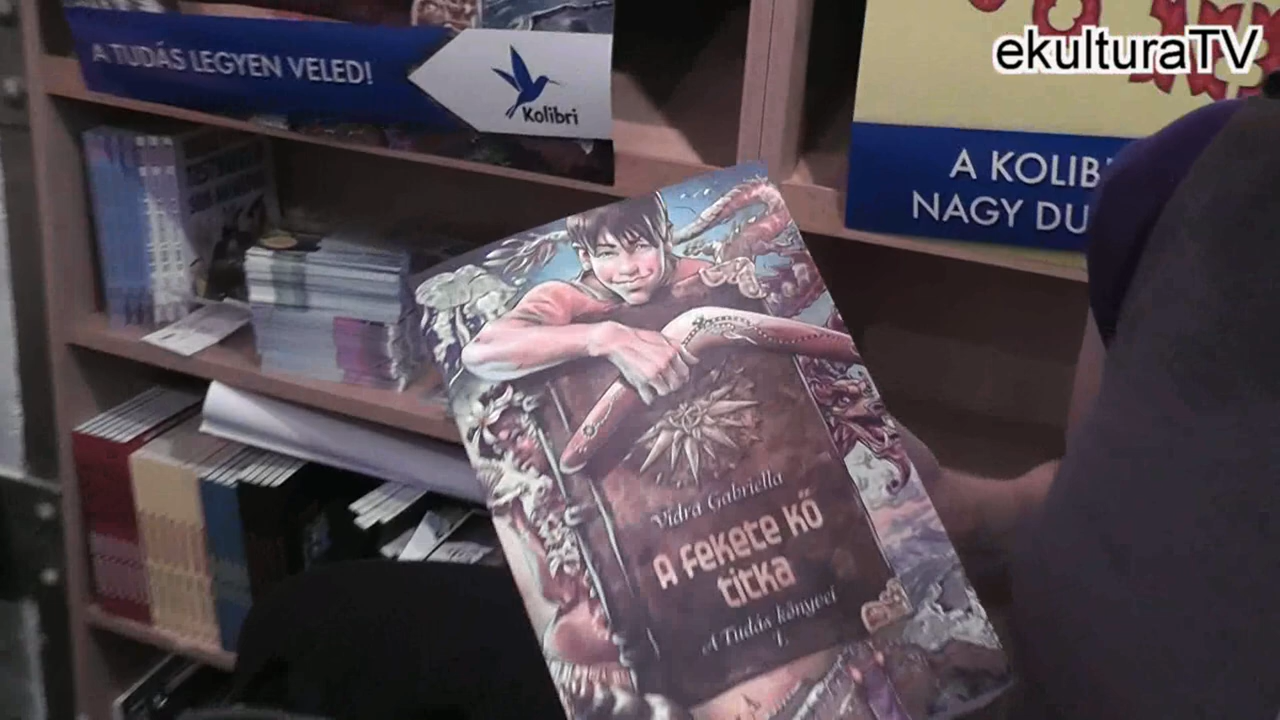 ekulturaTV
A TUDÁS LEGYEN VELED!
Kolibri
A KOLIB
NAGY DU
Vidra Gabriella
A fekete kő
titka
A Tudás könyvei
I.